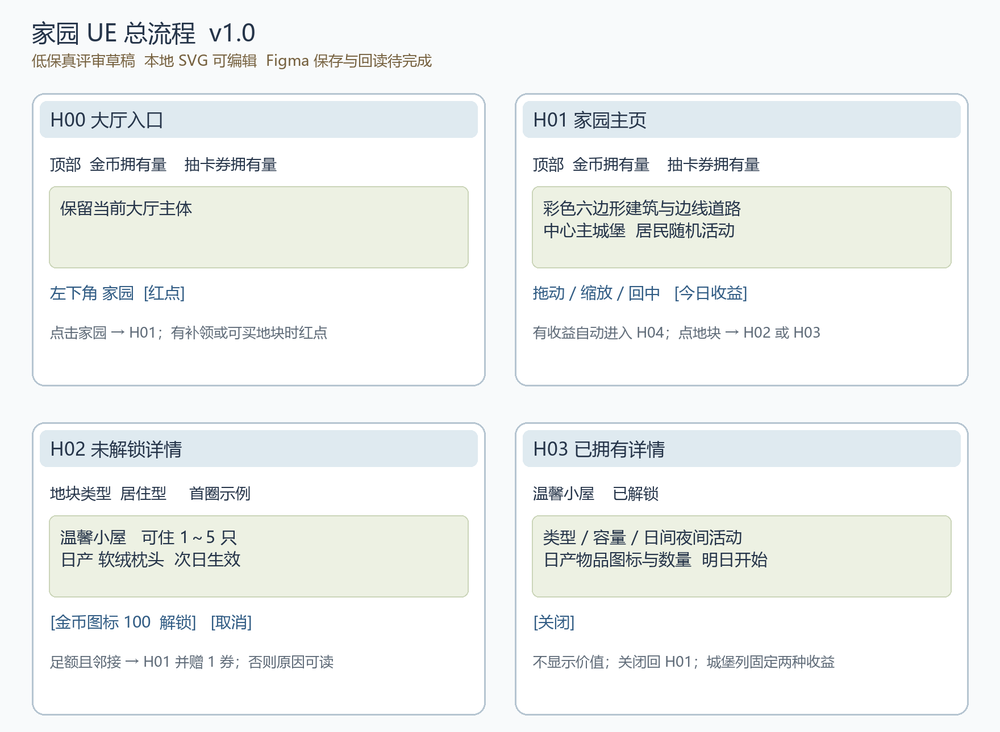 家园 UE 总流程 v1.0
低保真评审草稿 本地 SVG 可编辑 Figma 保存与回读待完成
H00 大厅入口
顶部 金币拥有量 抽卡券拥有量
保留当前大厅主体
左下角 家园 [红点]
点击家园 → H01；有补领或可买地块时红点
H01 家园主页
顶部 金币拥有量 抽卡券拥有量
彩色六边形建筑与边线道路
中心主城堡 居民随机活动
拖动 / 缩放 / 回中 [今日收益]
有收益自动进入 H04；点地块 → H02 或 H03
H02 未解锁详情
地块类型 居住型 首圈示例
温馨小屋 可住 1~5 只
日产 软绒枕头 次日生效
[金币图标 100 解锁] [取消]
足额且邻接 → H01 并赠 1 券；否则原因可读
H03 已拥有详情
温馨小屋 已解锁
类型 / 容量 / 日间夜间活动
日产物品图标与数量 明日开始
[关闭]
不显示价值；关闭回 H01；城堡列固定两种收益